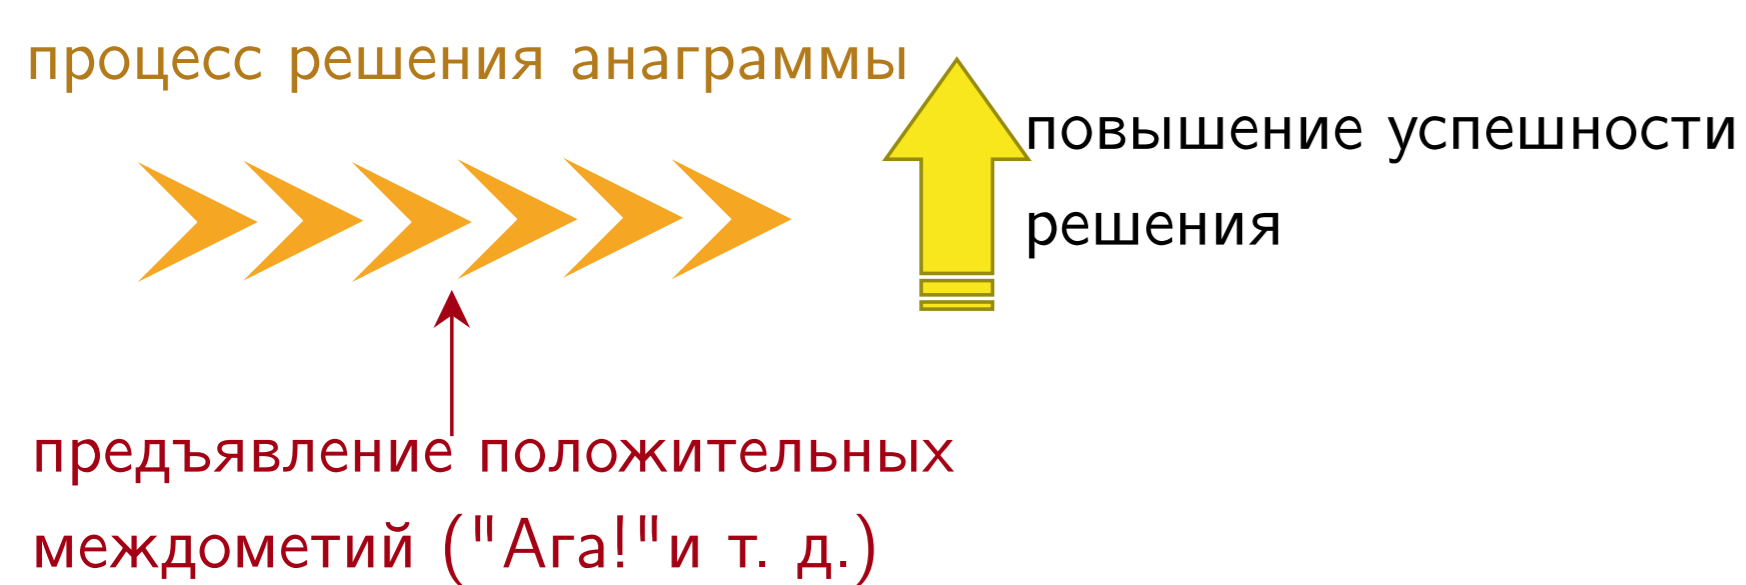 процесс решения анаграммы
повышение успешности
решения
предъявление положительных
междометий ("Ага!"и т. д.)